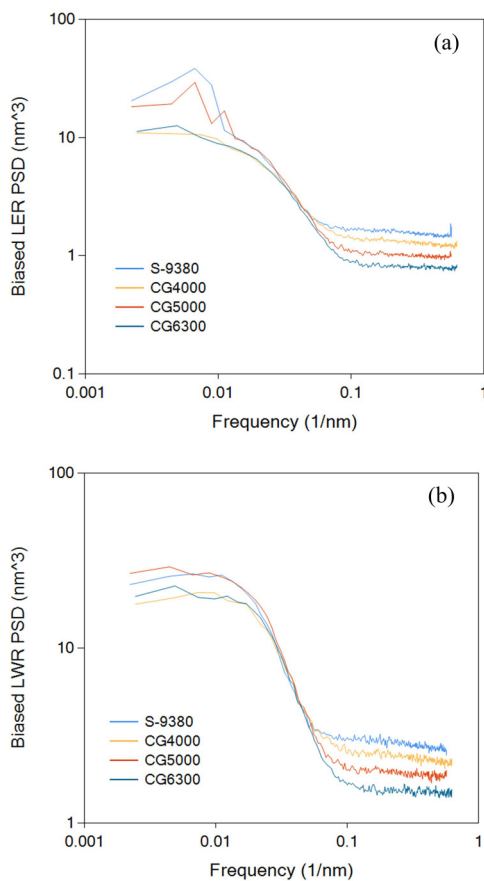 (a)
100
10
1
0.1
Biased LER PSD (nm^3)
S-9380
CG4000
CG5000
CG6300
0.001
0.01
0.1
1
Frequency (1/nm)
(b)
100
10
1
Biased LWR PSD (nm^3)
S-9380
CG4000
CG5000
CG6300
0.001
0.01
0.1
1
Frequency (1/nm)